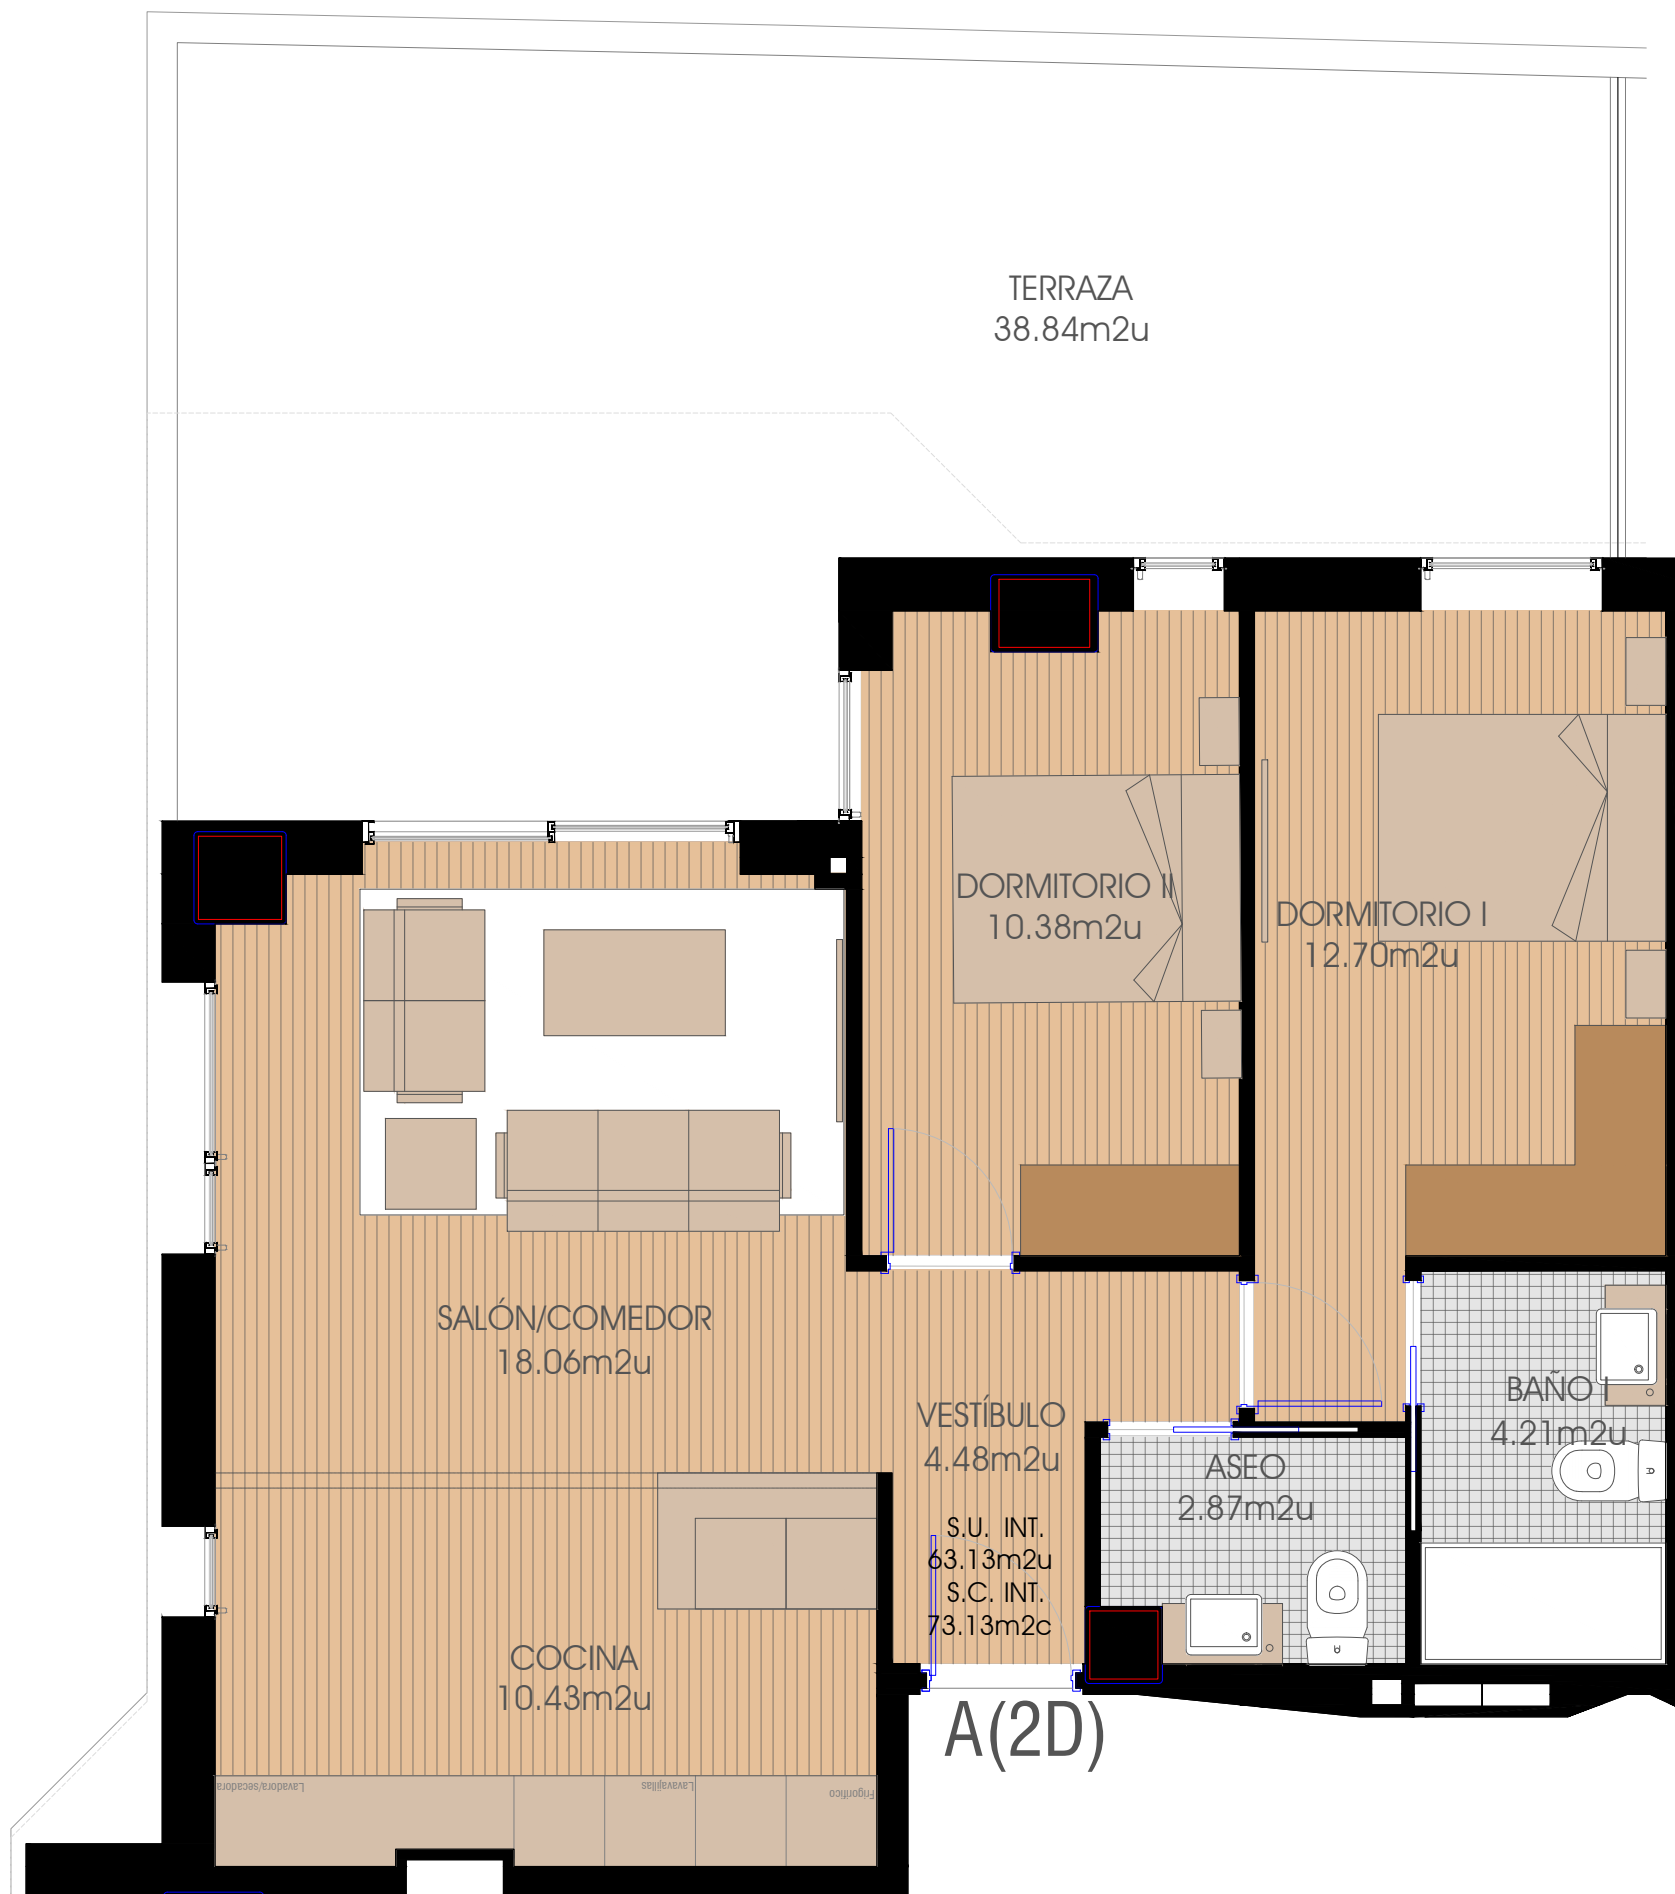 TERRAZA
38.84m2u
DORMITORIO II
10.38m2u
DORMITORIO I
12.70m2u
SALÓN/COMEDOR
18.06m2u
VESTÍBULO
4.48m2u
BAÑO I
4.21m2u
ASEO
2.87m2u
S.U. INT.
63.13m2u
S.C. INT.
73.13m2c
COCINA
10.43m2u
A(2D)
Lavadora/secadora
Lavavajillas
Frigorifico